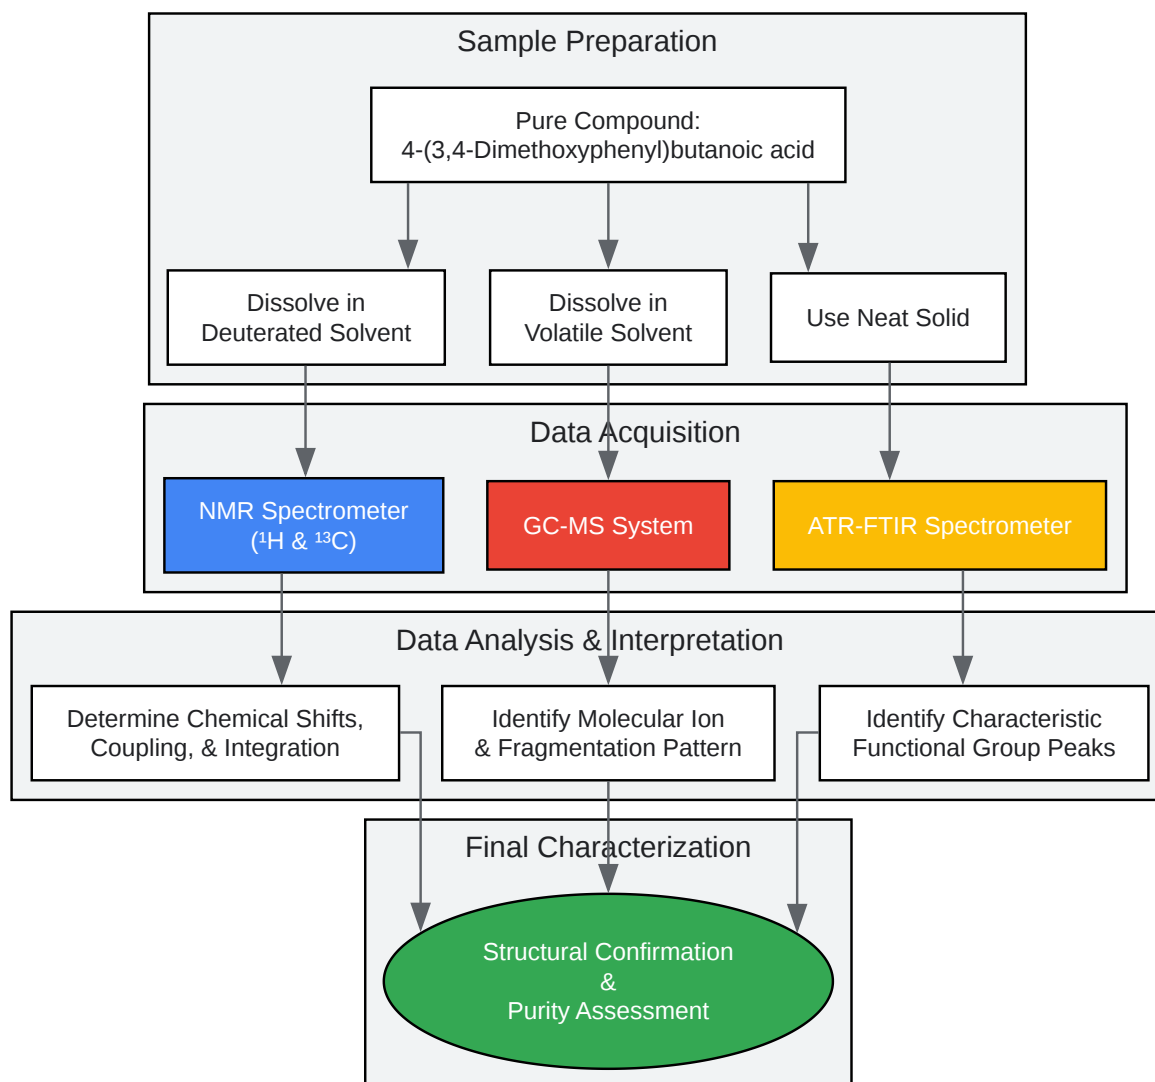 Sample Preparation
Pure Compound:
4-(3,4-Dimethoxyphenyl)butanoic acid
Dissolve in
Deuterated Solvent
Dissolve in
Volatile Solvent
Use Neat Solid
Data Acquisition
NMR Spectrometer
(¹H & ¹³C)
GC-MS System
ATR-FTIR Spectrometer
Data Analysis & Interpretation
Determine Chemical Shifts,
Coupling, & Integration
Identify Molecular Ion
& Fragmentation Pattern
Identify Characteristic
Functional Group Peaks
Final Characterization
Structural Confirmation
&
Purity Assessment